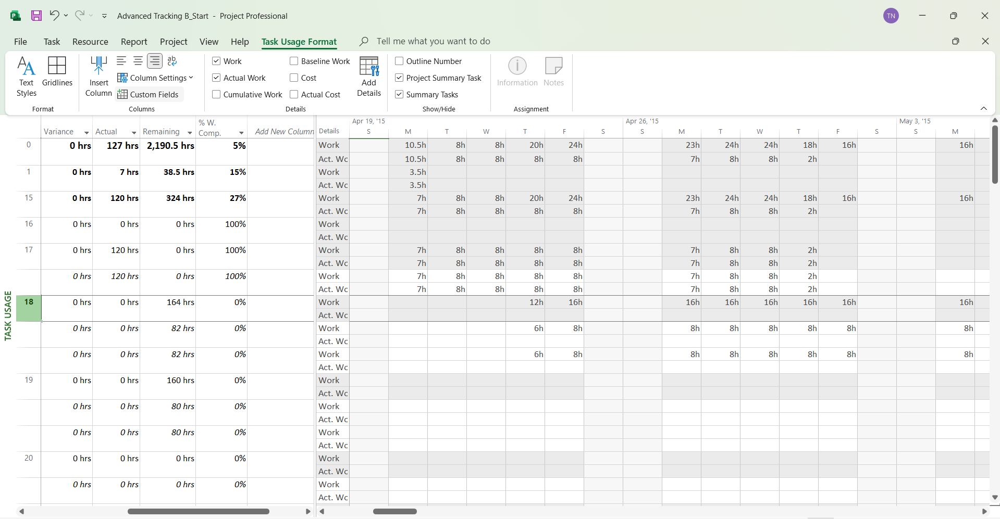 Advanced Tracking B_Start - Project Professional
TN
File Task Resource Report Project View Help Task Usage Format Tell me what you want to do
Text Styles
Gridlines
Format
Insert Column
Column Settings
Custom Fields
Columns
Work
Actual Work
Cumulative Work
Baseline Work
Cost
Actual Cost
Add Details
Details
Outline Number
Project Summary Task
Summary Tasks
Show/Hide
Information
Notes
Assignment
TASK USAGE
Variance Actual Remaining % W. Comp. Add New Column
Details Apr 19, '15 Apr 26, '15 May 3, '15
S M T W T F S S M T W T F S S M
0 0 hrs 127 hrs 2,190.5 hrs 5% Work 10.5h 8h 8h 20h 24h 23h 24h 24h 18h 16h 16h
Act. Wc 10.5h 8h 8h 8h 8h 7h 8h 8h 2h
1 0 hrs 7 hrs 38.5 hrs 15% Work 3.5h
Act. Wc 3.5h
15 0 hrs 120 hrs 324 hrs 27% Work 7h 8h 8h 20h 24h 23h 24h 24h 18h 16h 16h
Act. Wc 7h 8h 8h 8h 8h 7h 8h 8h 2h
16 0 hrs 0 hrs 0 hrs 100% Work
Act. Wc
17 0 hrs 120 hrs 0 hrs 100% Work 7h 8h 8h 8h 8h 7h 8h 8h 2h
Act. Wc 7h 8h 8h 8h 8h 7h 8h 8h 2h
0 hrs 120 hrs 0 hrs 100% Work 7h 8h 8h 8h 8h 7h 8h 8h 2h
Act. Wc 7h 8h 8h 8h 8h 7h 8h 8h 2h
18 0 hrs 0 hrs 164 hrs 0% Work 12h 16h 16h 16h 16h 16h 16h 16h
Act. Wc
0 hrs 0 hrs 82 hrs 0% Work 6h 8h 8h 8h 8h 8h 8h 8h
Act. Wc
0 hrs 0 hrs 82 hrs 0% Work 6h 8h 8h 8h 8h 8h 8h 8h
Act. Wc
19 0 hrs 0 hrs 160 hrs 0% Work
Act. Wc
0 hrs 0 hrs 80 hrs 0% Work
Act. Wc
0 hrs 0 hrs 80 hrs 0% Work
Act. Wc
20 0 hrs 0 hrs 0 hrs 0% Work
Act. Wc
0 hrs 0 hrs 0 hrs 0% Work
Act. Wc